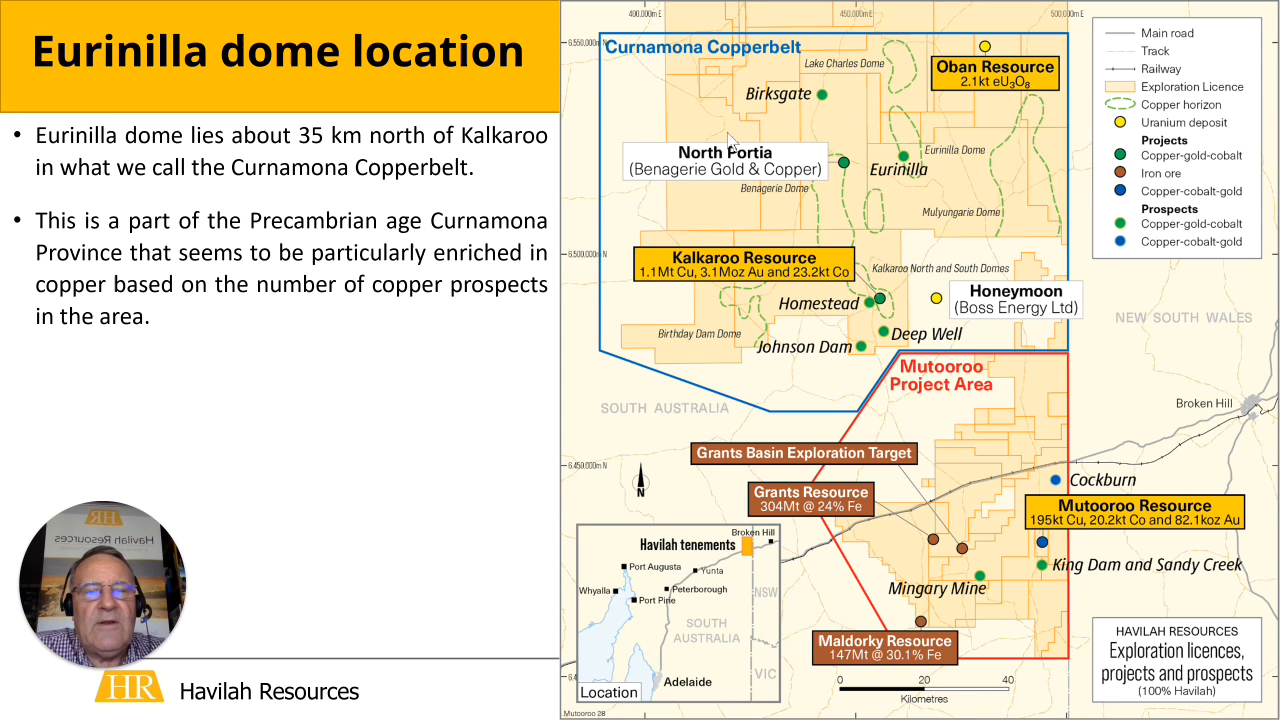 Eurinilla dome location
• Eurinilla dome lies about 35 km north of Kalkaroo
in what we call the Curnamona Copperbelt.
• This is a part of the Precambrian age Curnamona
Province that seems to be particularly enriched in
copper based on the number of copper prospects
in the area.
HR
Havilah Resources
HR
Havilah Resources
400,000m E
450,000m E
500,000m E
6,550,000m N
Curnamona Copperbelt
Lake Charles Dome
Oban Resource
2.1kt eU₃O₈
Birksgate
North Portia
(Benagerie Gold & Copper)
Eurinilla Dome
Eurinilla
Benagerie Dome
Mulyungarie Dome
6,500,000m N
Kalkaroo Resource
1.1Mt Cu, 3.1Moz Au and 23.2kt Co
Kalkaroo North and South Domes
Honeymoon
(Boss Energy Ltd)
Homestead
Birthday Dam Dome
Deep Well
Johnson Dam
Mutooroo
Project Area
SOUTH AUSTRALIA
NEW SOUTH WALES
Broken Hill
6,450,000m N
Grants Basin Exploration Target
N
Grants Resource
304Mt @ 24% Fe
Cockburn
Mutooroo Resource
195kt Cu, 20.2kt Co and 82.1koz Au
King Dam and Sandy Creek
Mingary Mine
Maldorky Resource
147Mt @ 30.1% Fe
0 20 40
Kilometres
Main road
Track
Railway
Exploration Licence
Copper horizon
Uranium deposit
Projects
Copper-gold-cobalt
Iron ore
Copper-cobalt-gold
Prospects
Copper-gold-cobalt
Copper-cobalt-gold
Broken Hill
Havilah tenements
Port Augusta
Yunta
Whyalla
Peterborough
Port Pirie
NSW
SOUTH
AUSTRALIA
VIC
Adelaide
Location
Mutooroo 28
HAVILAH RESOURCES
Exploration licences,
projects and prospects
(100% Havilah)